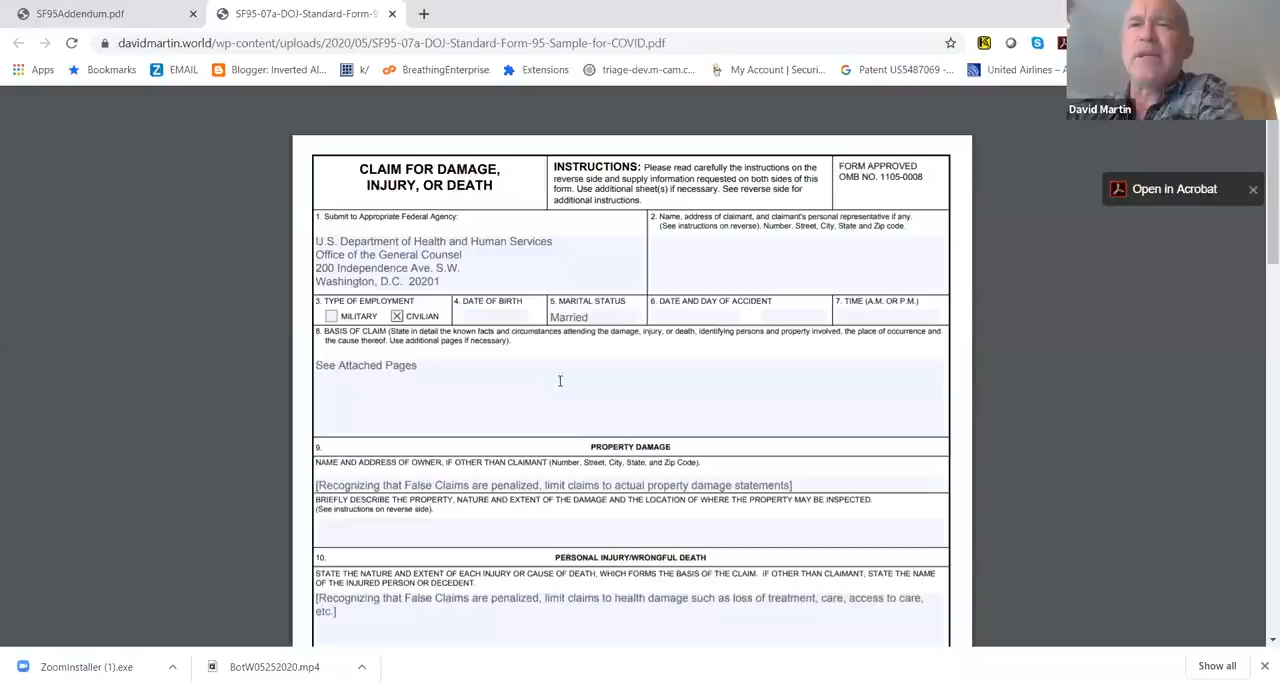 SF95Addendum.pdf
SF95-07a-DOJ-Standard-Form-9
davidmartin.world/wp-content/uploads/2020/05/SF95-07a-DOJ-Standard-Form-95-Sample-for-COVID.pdf
Apps
Bookmarks
EMAIL
Blogger: Inverted Al...
k/
BreathingEnterprise
Extensions
triage-dev.m-cam.c...
My Account | Securi...
Patent US5487069 -...
United Airlines -
David Martin
Open in Acrobat
CLAIM FOR DAMAGE,
INJURY, OR DEATH
INSTRUCTIONS: Please read carefully the instructions on the
reverse side and supply information requested on both sides of this
form. Use additional sheet(s) if necessary. See reverse side for
additional instructions.
FORM APPROVED
OMB NO. 1105-0008
1. Submit to Appropriate Federal Agency:
U.S. Department of Health and Human Services
Office of the General Counsel
200 Independence Ave. S.W.
Washington, D.C. 20201
2. Name, address of claimant, and claimant's personal representative if any.
(See instructions on reverse). Number, Street, City, State and Zip code.
3. TYPE OF EMPLOYMENT
MILITARY
CIVILIAN
4. DATE OF BIRTH
5. MARITAL STATUS
Married
6. DATE AND DAY OF ACCIDENT
7. TIME (A.M. OR P.M.)
8. BASIS OF CLAIM (State in detail the known facts and circumstances attending the damage, injury, or death, identifying persons and property involved, the place of occurrence and
the cause thereof. Use additional pages if necessary).
See Attached Pages
9.
PROPERTY DAMAGE
NAME AND ADDRESS OF OWNER, IF OTHER THAN CLAIMANT (Number, Street, City, State, and Zip Code).
[Recognizing that False Claims are penalized, limit claims to actual property damage statements]
BRIEFLY DESCRIBE THE PROPERTY, NATURE AND EXTENT OF THE DAMAGE AND THE LOCATION OF WHERE THE PROPERTY MAY BE INSPECTED.
(See instructions on reverse side).
10.
PERSONAL INJURY/WRONGFUL DEATH
STATE THE NATURE AND EXTENT OF EACH INJURY OR CAUSE OF DEATH, WHICH FORMS THE BASIS OF THE CLAIM. IF OTHER THAN CLAIMANT, STATE THE NAME
OF THE INJURED PERSON OR DECEDENT.
[Recognizing that False Claims are penalized, limit claims to health damage such as loss of treatment, care, access to care,
etc.]
ZoomInstaller (1).exe
BotW05252020.mp4
Show all